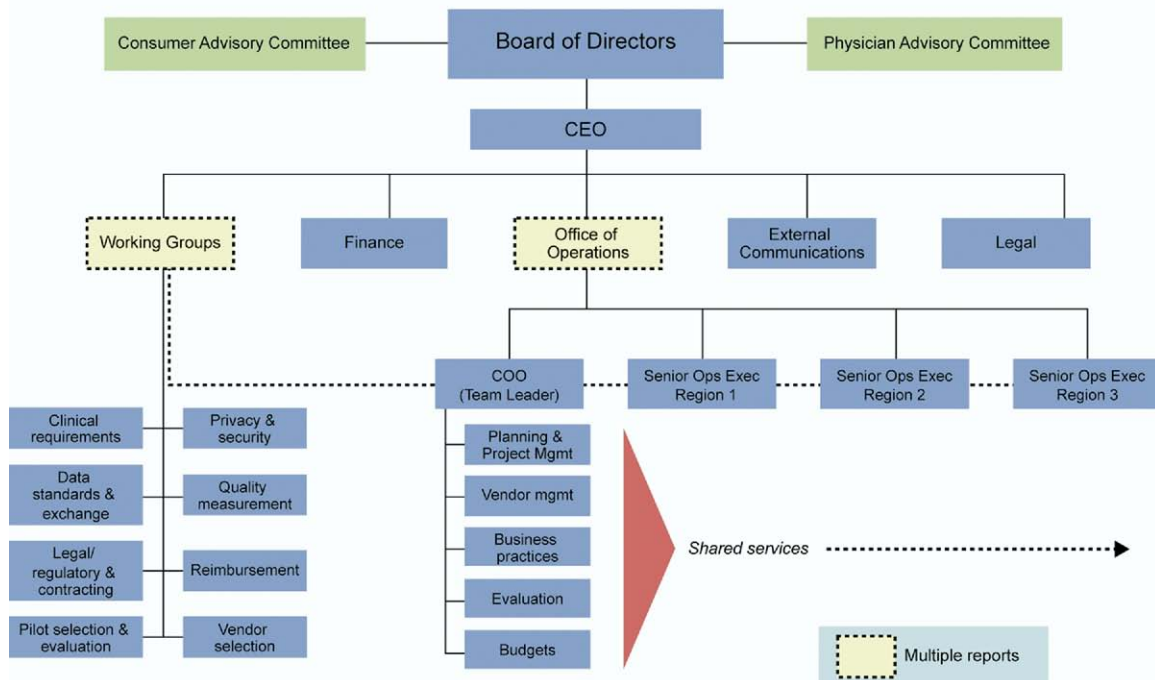 Consumer Advisory Committee
Board of Directors
Physician Advisory Committee
CEO
Working Groups
Finance
Office of
Operations
External
Communications
Legal
COO
(Team Leader)
Senior Ops Exec
Region 1
Senior Ops Exec
Region 2
Senior Ops Exec
Region 3
Clinical
requirements
Privacy &
security
Data
standards &
exchange
Quality
measurement
Legal/
regulatory &
contracting
Reimbursement
Pilot selection &
evaluation
Vendor
selection
Planning &
Project Mgmt
Vendor mgmt
Business
practices
Evaluation
Budgets
Shared services
Multiple reports